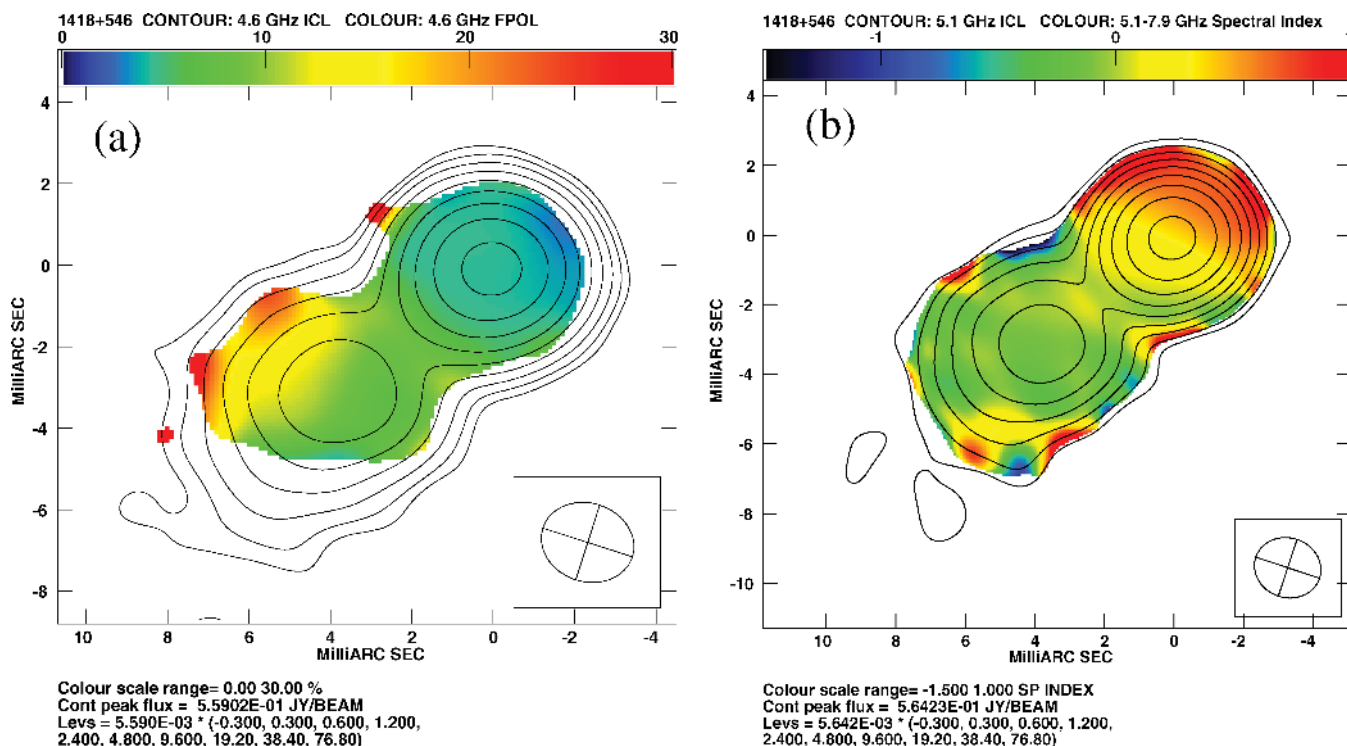 1418+546 CONTOUR: 4.6 GHz ICL COLOUR: 4.6 GHz FPOL
0 10 20 30
(a)
4
2
0
-2
-4
-6
-8
MilliARC SEC
10 8 6 4 2 0 -2 -4
MilliARC SEC
Colour scale range= 0.00 30.00 %
Cont peak flux = 5.5902E-01 JY/BEAM
Levs = 5.590E-03 * (-0.300, 0.300, 0.600, 1.200,
2.400, 4.800, 9.600, 19.20, 38.40, 76.80)
1418+546 CONTOUR: 5.1 GHz ICL COLOUR: 5.1-7.9 GHz Spectral Index
-1 0
(b)
4
2
0
-2
-4
-6
-8
-10
MilliARC SEC
10 8 6 4 2 0 -2 -4
MilliARC SEC
Colour scale range= -1.500 1.000 SP INDEX
Cont peak flux = 5.6423E-01 JY/BEAM
Levs = 5.642E-03 * (-0.300, 0.300, 0.600, 1.200,
2.400, 4.800, 9.600, 19.20, 38.40, 76.80)